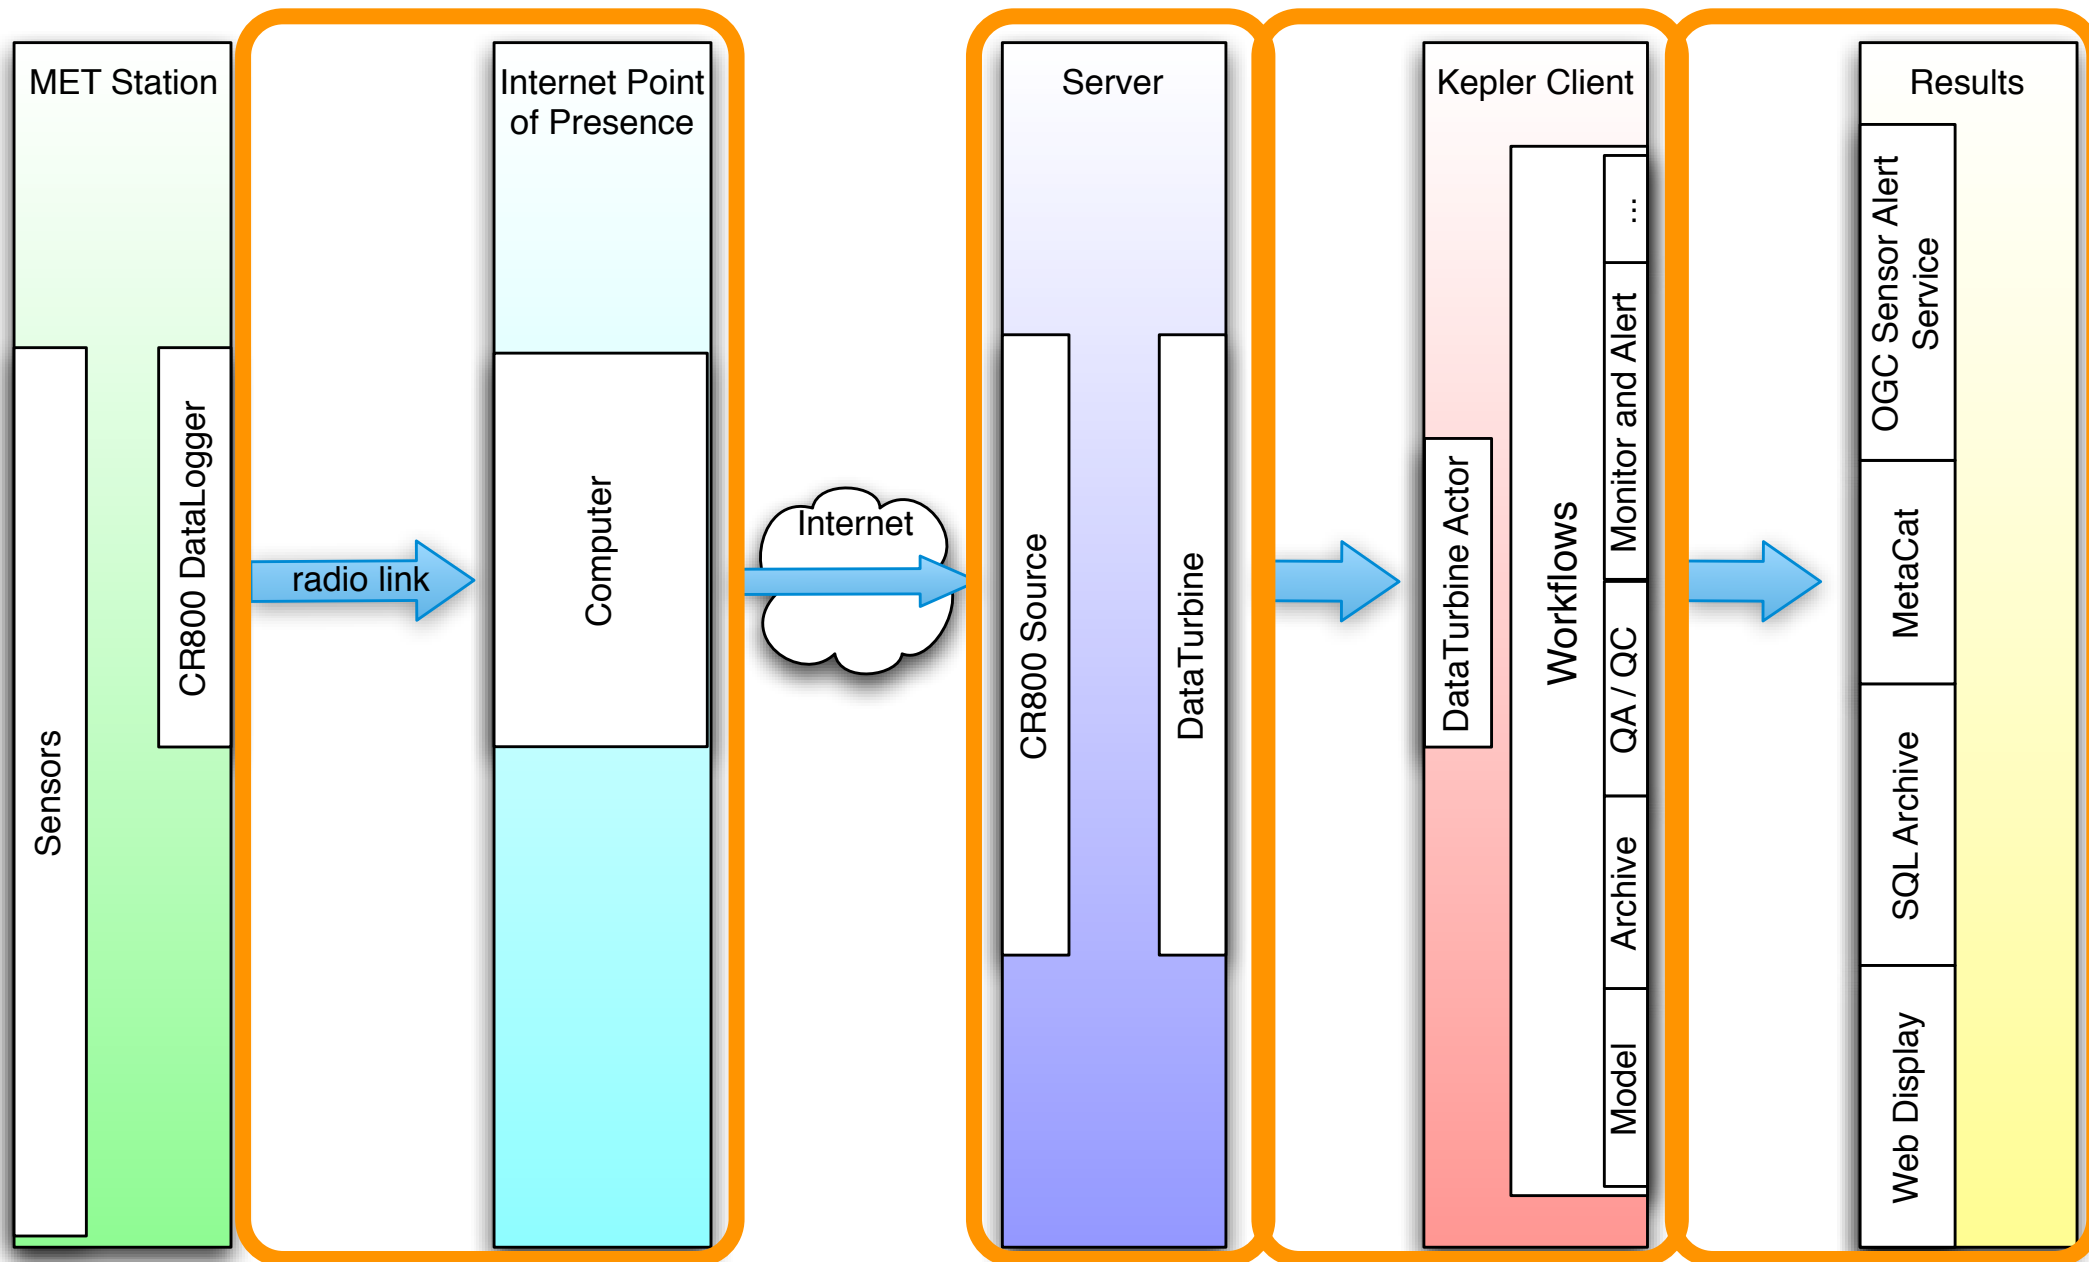 MET Station
Sensors
CR800 DataLogger
radio link
Internet Point
of Presence
Computer
Internet
Server
CR800 Source
DataTurbine
Kepler Client
DataTurbine Actor
Workflows
...
Monitor and Alert
QA / QC
Archive
Model
Results
OGC Sensor Alert
Service
MetaCat
SQL Archive
Web Display